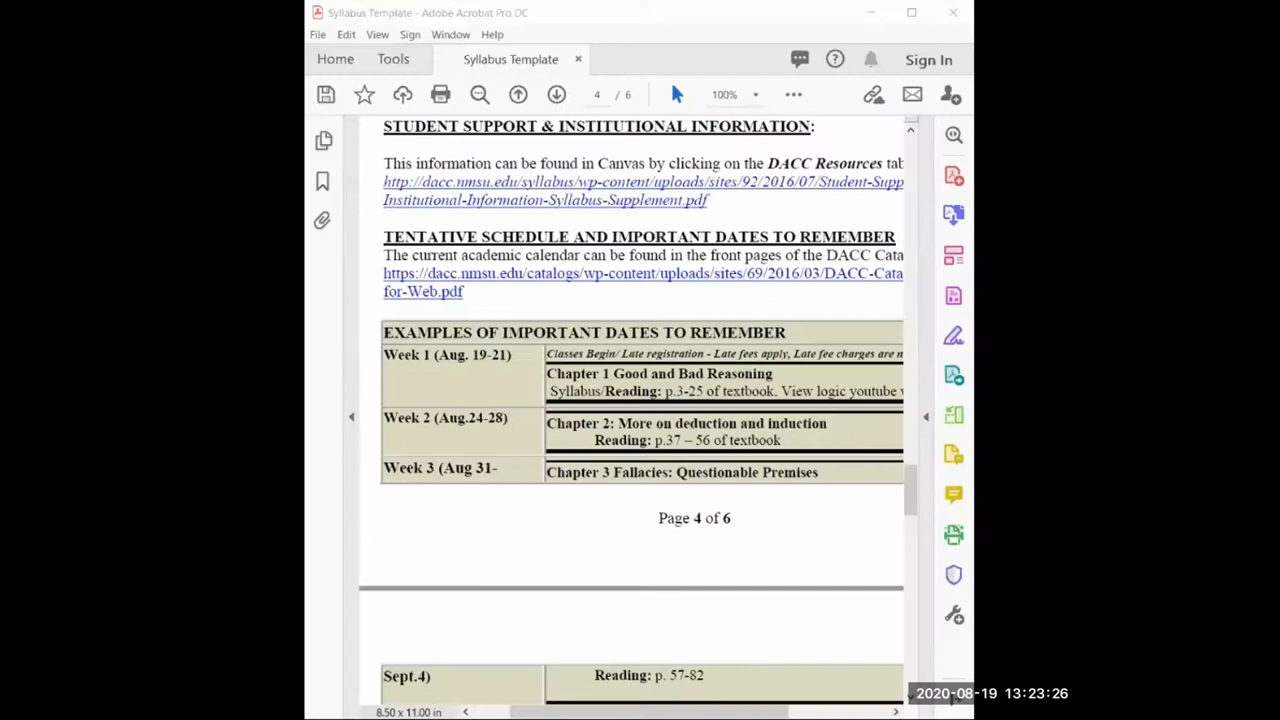 Syllabus Template - Adobe Acrobat Pro DC
File Edit View Sign Window Help
Home Tools Syllabus Template × Sign In
4 / 6 100%
STUDENT SUPPORT & INSTITUTIONAL INFORMATION:
This information can be found in Canvas by clicking on the DACC Resources tab
http://dacc.nmsu.edu/syllabus/wp-content/uploads/sites/92/2016/07/Student-Supp
Institutional-Information-Syllabus-Supplement.pdf
TENTATIVE SCHEDULE AND IMPORTANT DATES TO REMEMBER
The current academic calendar can be found in the front pages of the DACC Cata
https://dacc.nmsu.edu/catalogs/wp-content/uploads/sites/69/2016/03/DACC-Cata
for-Web.pdf
EXAMPLES OF IMPORTANT DATES TO REMEMBER
Week 1 (Aug. 19-21) Classes Begin/ Late registration - Late fees apply, Late fee charges are n
Chapter 1 Good and Bad Reasoning
Syllabus/Reading: p.3-25 of textbook. View logic youtube v
Week 2 (Aug.24-28) Chapter 2: More on deduction and induction
Reading: p.37 – 56 of textbook
Week 3 (Aug 31- Chapter 3 Fallacies: Questionable Premises
Page 4 of 6
Sept.4) Reading: p. 57-82
2020-08-19 13:23:26
8.50 x 11.00 in